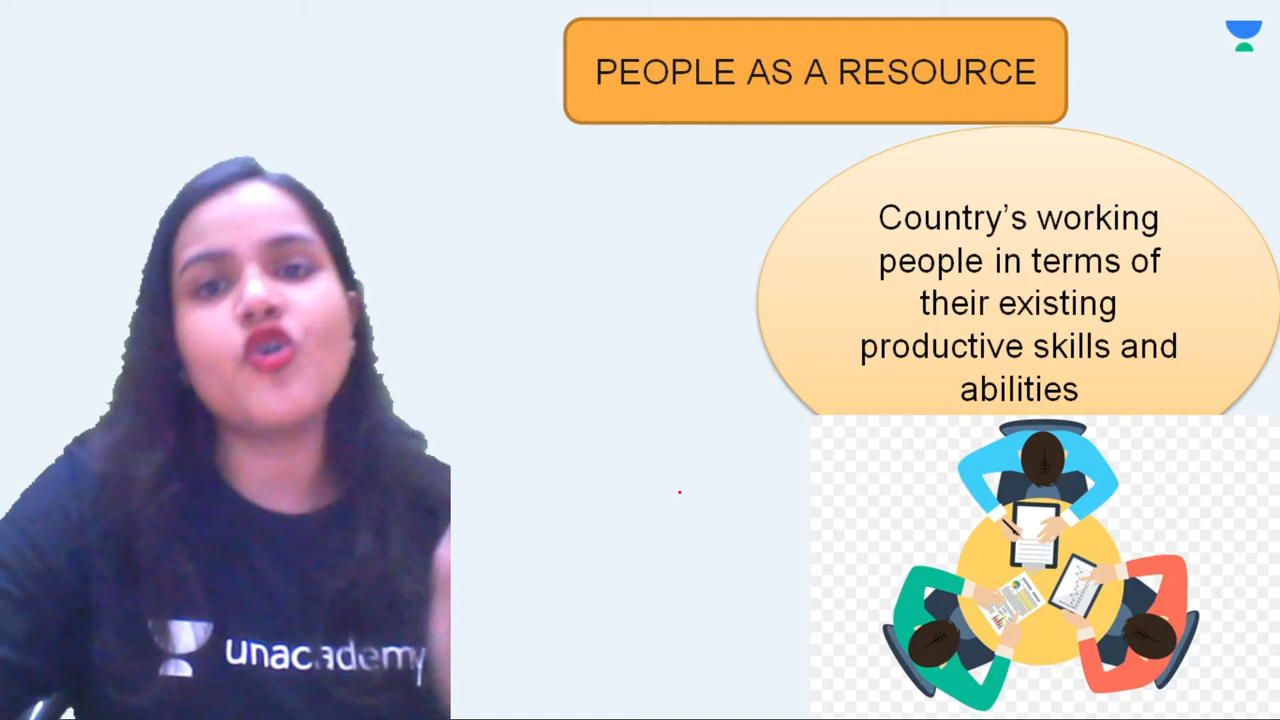 PEOPLE AS A RESOURCE
Country’s working
people in terms of
their existing
productive skills and
abilities
unacademy